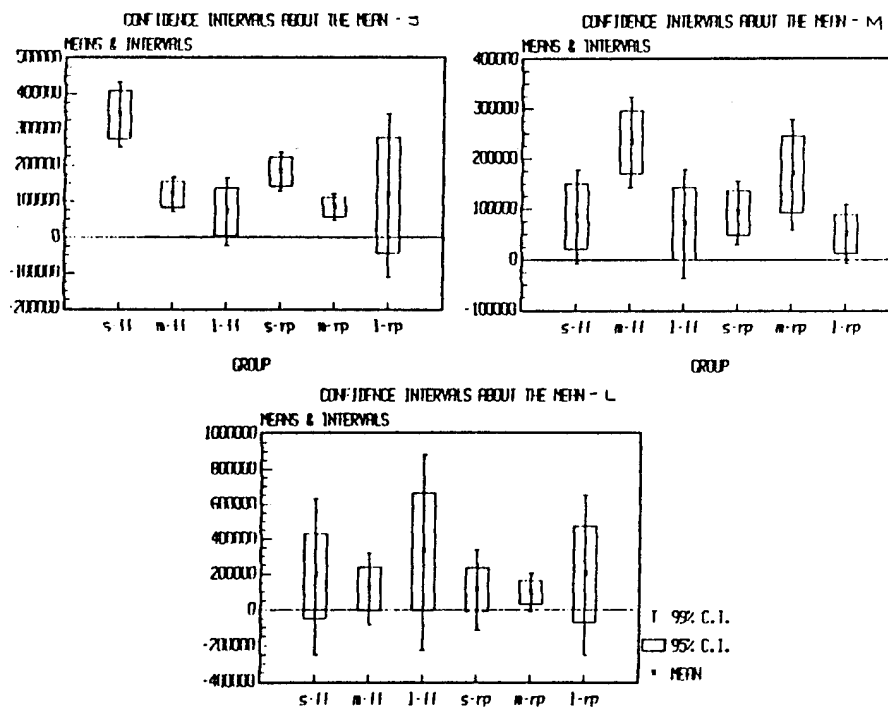 CONFIDENCE INTERVALS ABOUT THE MEAN - S
MEANS & INTERVALS
500000
400000
300000
200000
100000
0
-100000
-200000
s-ll m-ll l-ll s-rp m-rp l-rp
GROUP
CONFIDENCE INTERVALS ABOUT THE MEAN - M
MEANS & INTERVALS
400000
300000
200000
100000
0
-100000
s-ll m-ll l-ll s-rp m-rp l-rp
GROUP
CONFIDENCE INTERVALS ABOUT THE MEAN - L
MEANS & INTERVALS
1000000
800000
600000
400000
200000
0
-200000
-400000
s-ll m-ll l-ll s-rp m-rp l-rp
99% C.I.
95% C.I.
MEAN